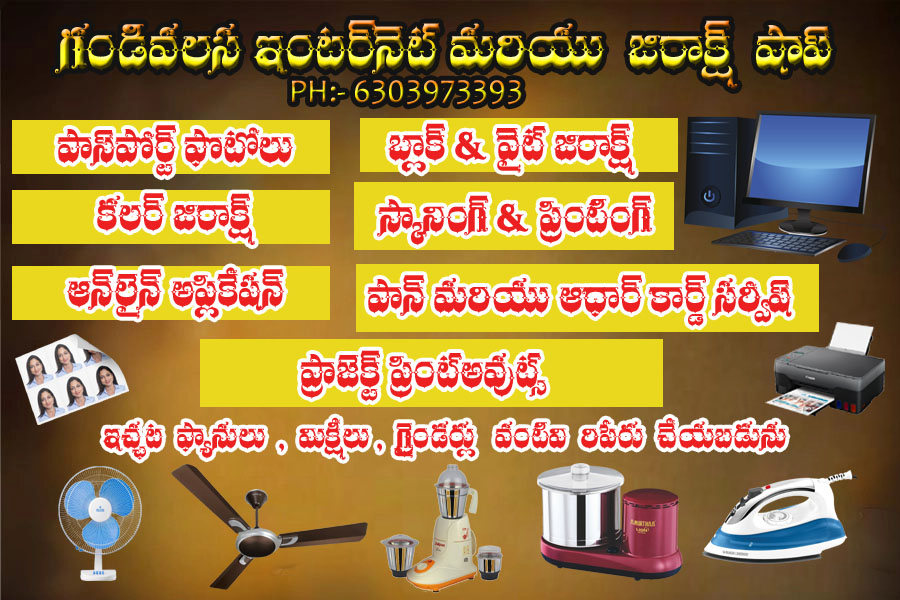 గండివలస ఇంటర్‌నెట్ మరియు జిరాక్ష్ షాప్
PH:- 6303973393
పాస్‌పోర్ట్ ఫొటోలు
బ్లాక్ & వైట్ జిరాక్ష్
కలర్ జిరాక్ష్
స్కానింగ్ & ప్రింటింగ్
ఆన్‌లైన్ అప్లికేషన్
పాన్ మరియు ఆధార్ కార్డ్ సర్వీష్
ప్రాజెక్ట్ ప్రింట్‌అవుట్స్
ఇచ్చట ఫ్యానులు , మిక్షీలు , గ్రైండర్లు వంటివి రిపేరు చేయబడును